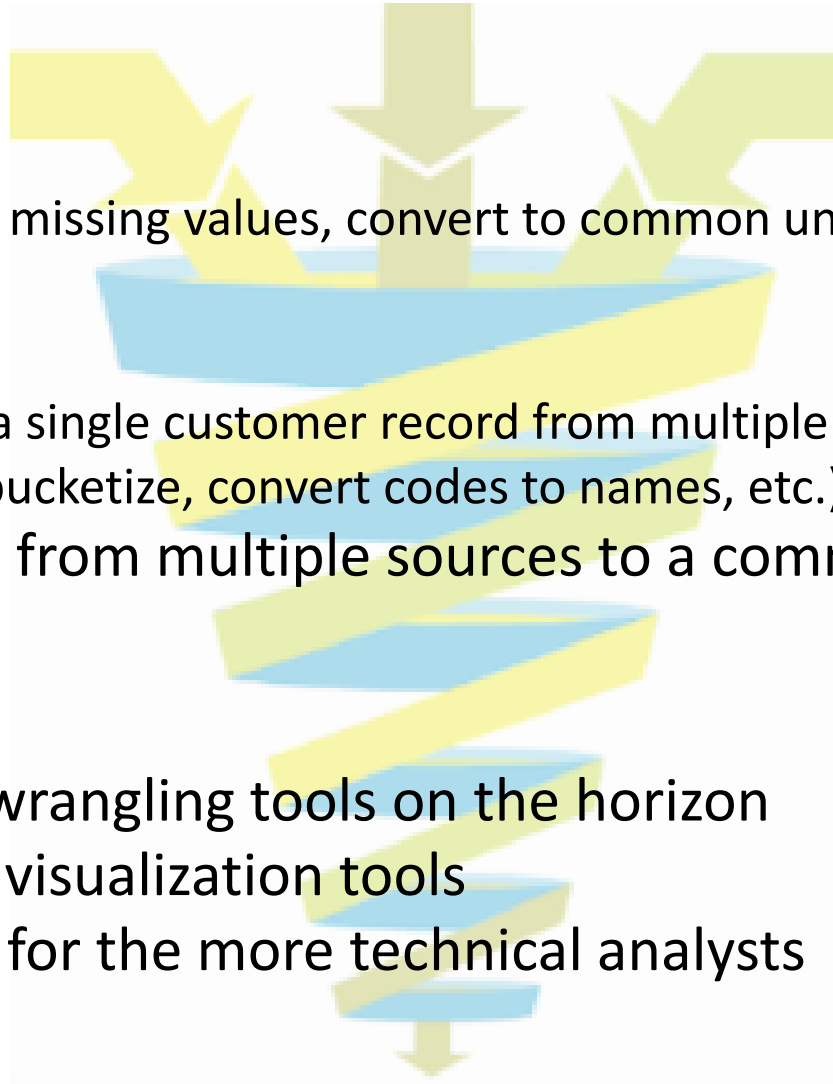 missing values, convert to common un
a single customer record from multiple
bucketize, convert codes to names, etc.)
from multiple sources to a comm
wrangling tools on the horizon
visualization tools
for the more technical analysts